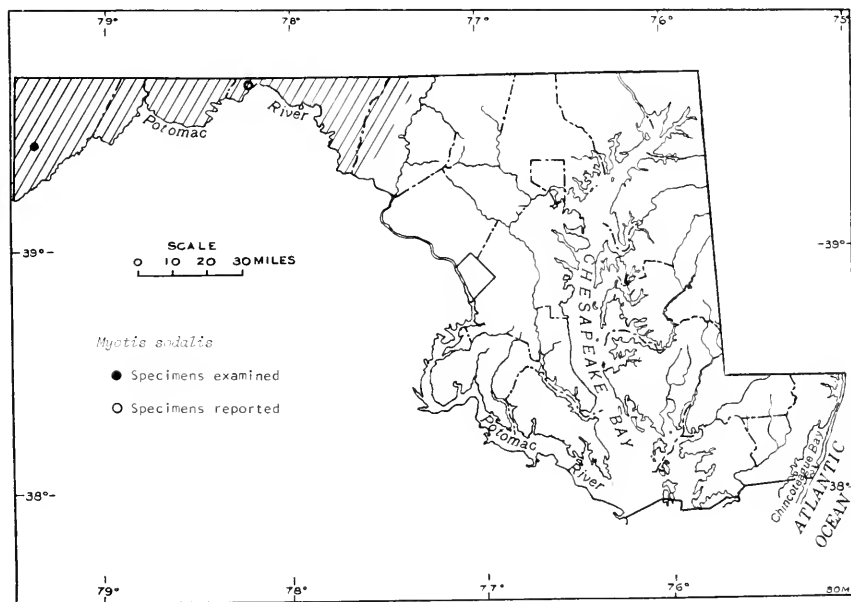 79°
78°
77°
76°
75°
Potomac
River
39°
39°
SCALE
0 10 20 30 MILES
CHESAPEAKE BAY
Myotis sodalis
Specimens examined
Specimens reported
Potomac
River
38°
38°
Chincoteague Bay
ATLANTIC
OCEAN
79°
78°
77°
76°